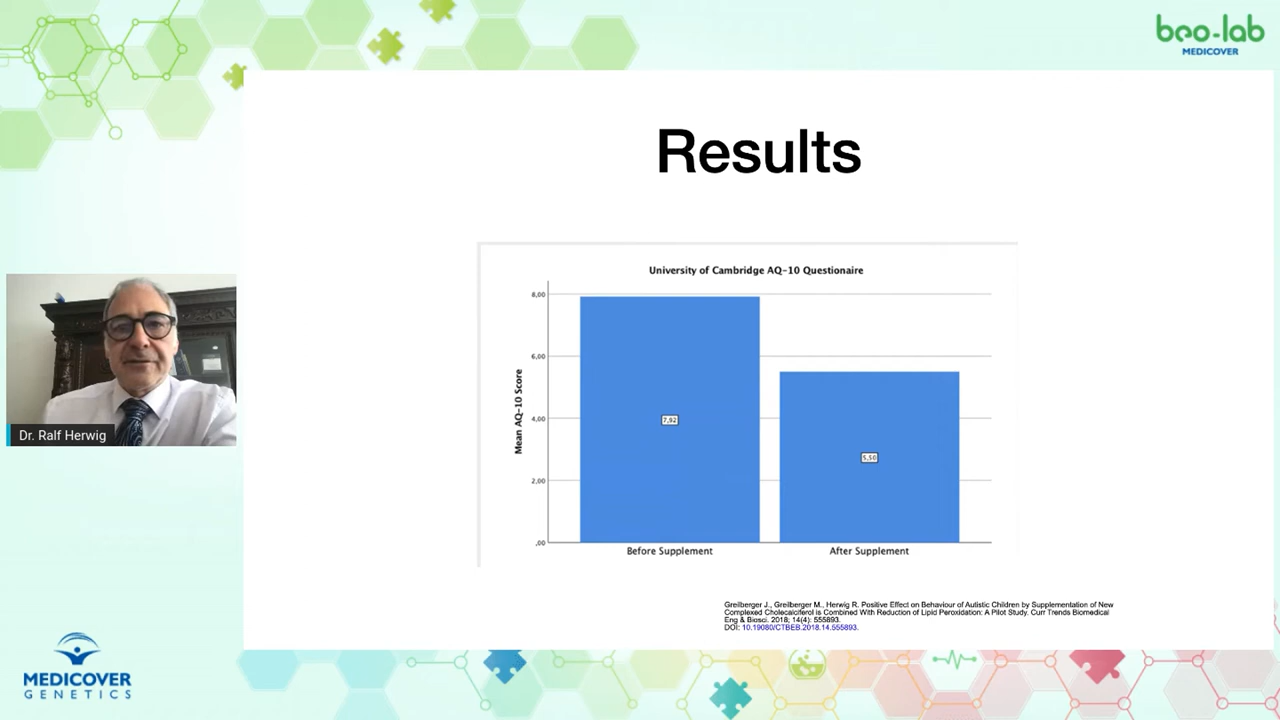 beo-lab
MEDICOVER
Results
University of Cambridge AQ-10 Questionaire
Mean AQ-10 Score
8,00
6,00
4,00
2,00
,00
7,92
5,50
Before Supplement
After Supplement
Dr. Ralf Herwig
Greilberger J., Greilberger M., Herwig R. Positive Effect on Behaviour of Autistic Children by Supplementation of New
Complexed Cholecalciferol is Combined With Reduction of Lipid Peroxidation: A Pilot Study. Curr Trends Biomedical
Eng & Biosci. 2018; 14(4): 555893.
DOI: 10.19080/CTBEB.2018.14.555893.
MEDICOVER
GENETICS